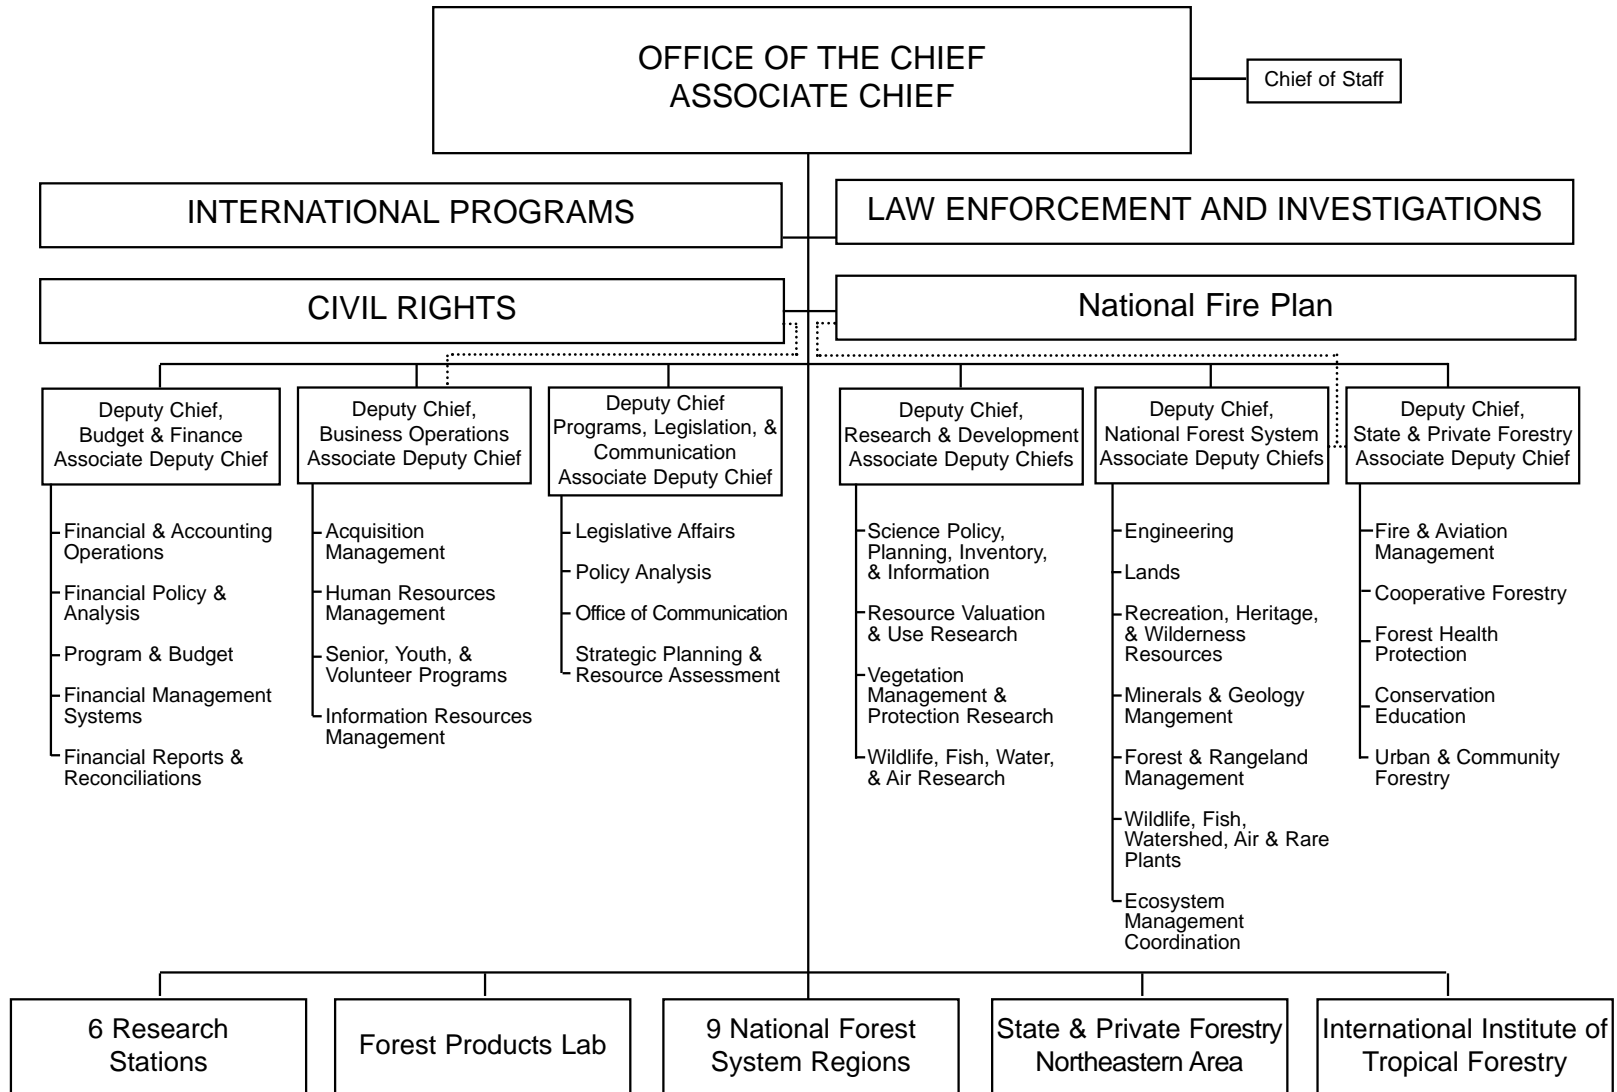 OFFICE OF THE CHIEF
ASSOCIATE CHIEF
Chief of Staff
INTERNATIONAL PROGRAMS
LAW ENFORCEMENT AND INVESTIGATIONS
CIVIL RIGHTS
National Fire Plan
Deputy Chief,
Budget & Finance
Associate Deputy Chief
Financial & Accounting
Operations
Financial Policy &
Analysis
Program & Budget
Financial Management
Systems
Financial Reports &
Reconciliations
Deputy Chief,
Business Operations
Associate Deputy Chief
Acquisition
Management
Human Resources
Management
Senior, Youth, &
Volunteer Programs
Information Resources
Management
Deputy Chief
Programs, Legislation, &
Communication
Associate Deputy Chief
Legislative Affairs
Policy Analysis
Office of Communication
Strategic Planning &
Resource Assessment
Deputy Chief,
Research & Development
Associate Deputy Chiefs
Science Policy,
Planning, Inventory,
& Information
Resource Valuation
& Use Research
Vegetation
Management &
Protection Research
Wildlife, Fish, Water,
& Air Research
Deputy Chief,
National Forest System
Associate Deputy Chiefs
Engineering
Lands
Recreation, Heritage,
& Wilderness
Resources
Minerals & Geology
Mangement
Forest & Rangeland
Management
Wildlife, Fish,
Watershed, Air & Rare
Plants
Ecosystem
Management
Coordination
Deputy Chief,
State & Private Forestry
Associate Deputy Chief
Fire & Aviation
Management
Cooperative Forestry
Forest Health
Protection
Conservation
Education
Urban & Community
Forestry
6 Research
Stations
Forest Products Lab
9 National Forest
System Regions
State & Private Forestry
Northeastern Area
International Institute of
Tropical Forestry